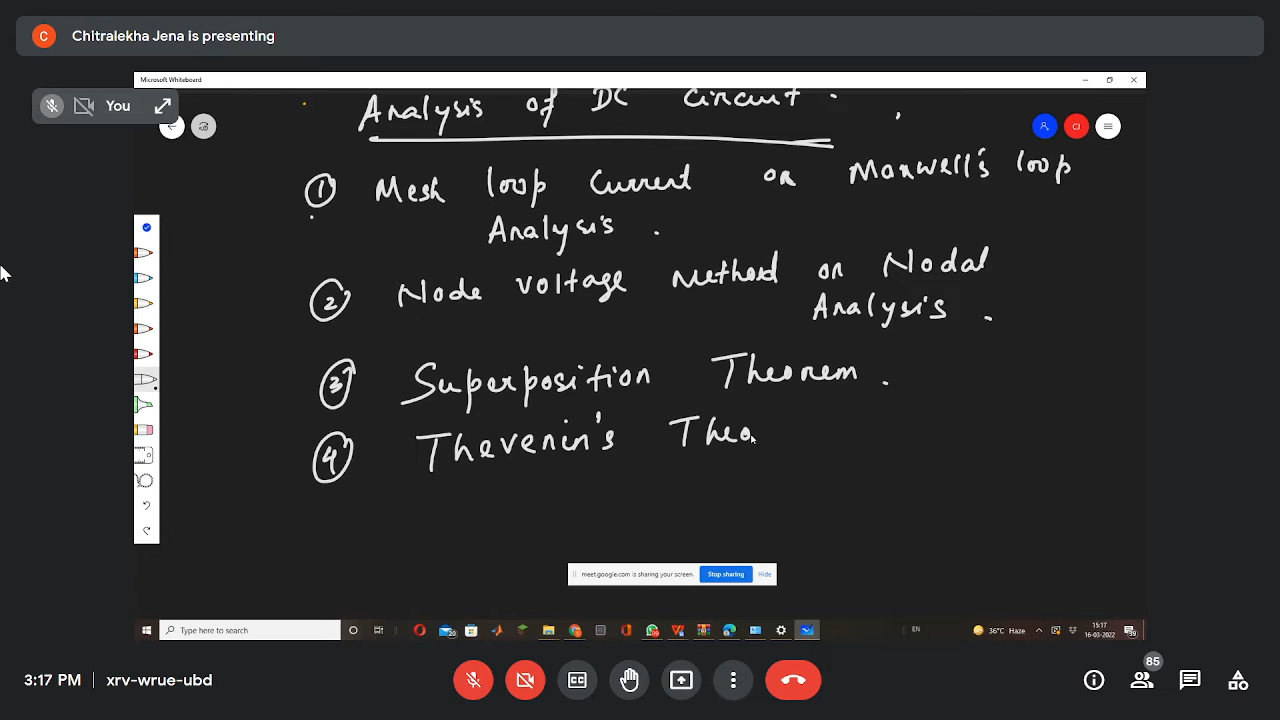 C Chitralekha Jena is presenting
Microsoft Whiteboard
You
CJ
Analysis of DC Circuit .
① Mesh loop Current or Maxwell's loop
Analysis .
② Node voltage Method or Nodal
Analysis .
③ Superposition Theorem .
④ Thevenin's Theo
meet.google.com is sharing your screen. Stop sharing Hide
Type here to search
EN
36°C Haze
15:17
16-03-2022
3:17 PM | xrv-wrue-ubd
85